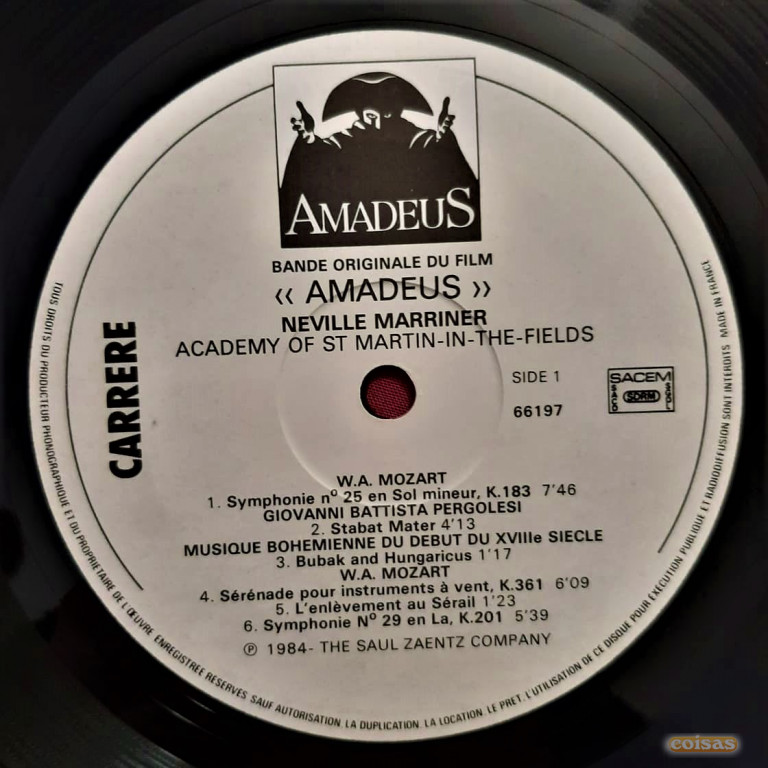 AMADEUS
BANDE ORIGINALE DU FILM
‹‹ AMADEUS ››
NEVILLE MARRINER
ACADEMY OF ST MARTIN-IN-THE-FIELDS
SIDE 1
66197
SACEM
SACD
SDRM
SGDL
CARRERE
W.A. MOZART
1. Symphonie nº 25 en Sol mineur, K.183 7'46
GIOVANNI BATTISTA PERGOLESI
2. Stabat Mater 4'13
MUSIQUE BOHEMIENNE DU DEBUT DU XVIIIe SIECLE
3. Bubak and Hungaricus 1'17
W.A. MOZART
4. Sérénade pour instruments à vent, K.361 6'09
5. L'enlèvement au Sérail 1'23
6. Symphonie Nº 29 en La, K.201 5'39
℗ 1984- THE SAUL ZAENTZ COMPANY
TOUS DROITS DU PRODUCTEUR PHONOGRAPHIQUE ET DU PROPRIETAIRE DE L'ŒUVRE ENREGISTREE RESERVES SAUF AUTORISATION LA DUPLICATION LA LOCATION LE PRET, L'UTILISATION DE CE DISQUE POUR EXECUTION PUBLIQUE ET RADIODIFFUSION SONT INTERDITS MADE IN FRANCE
coisas